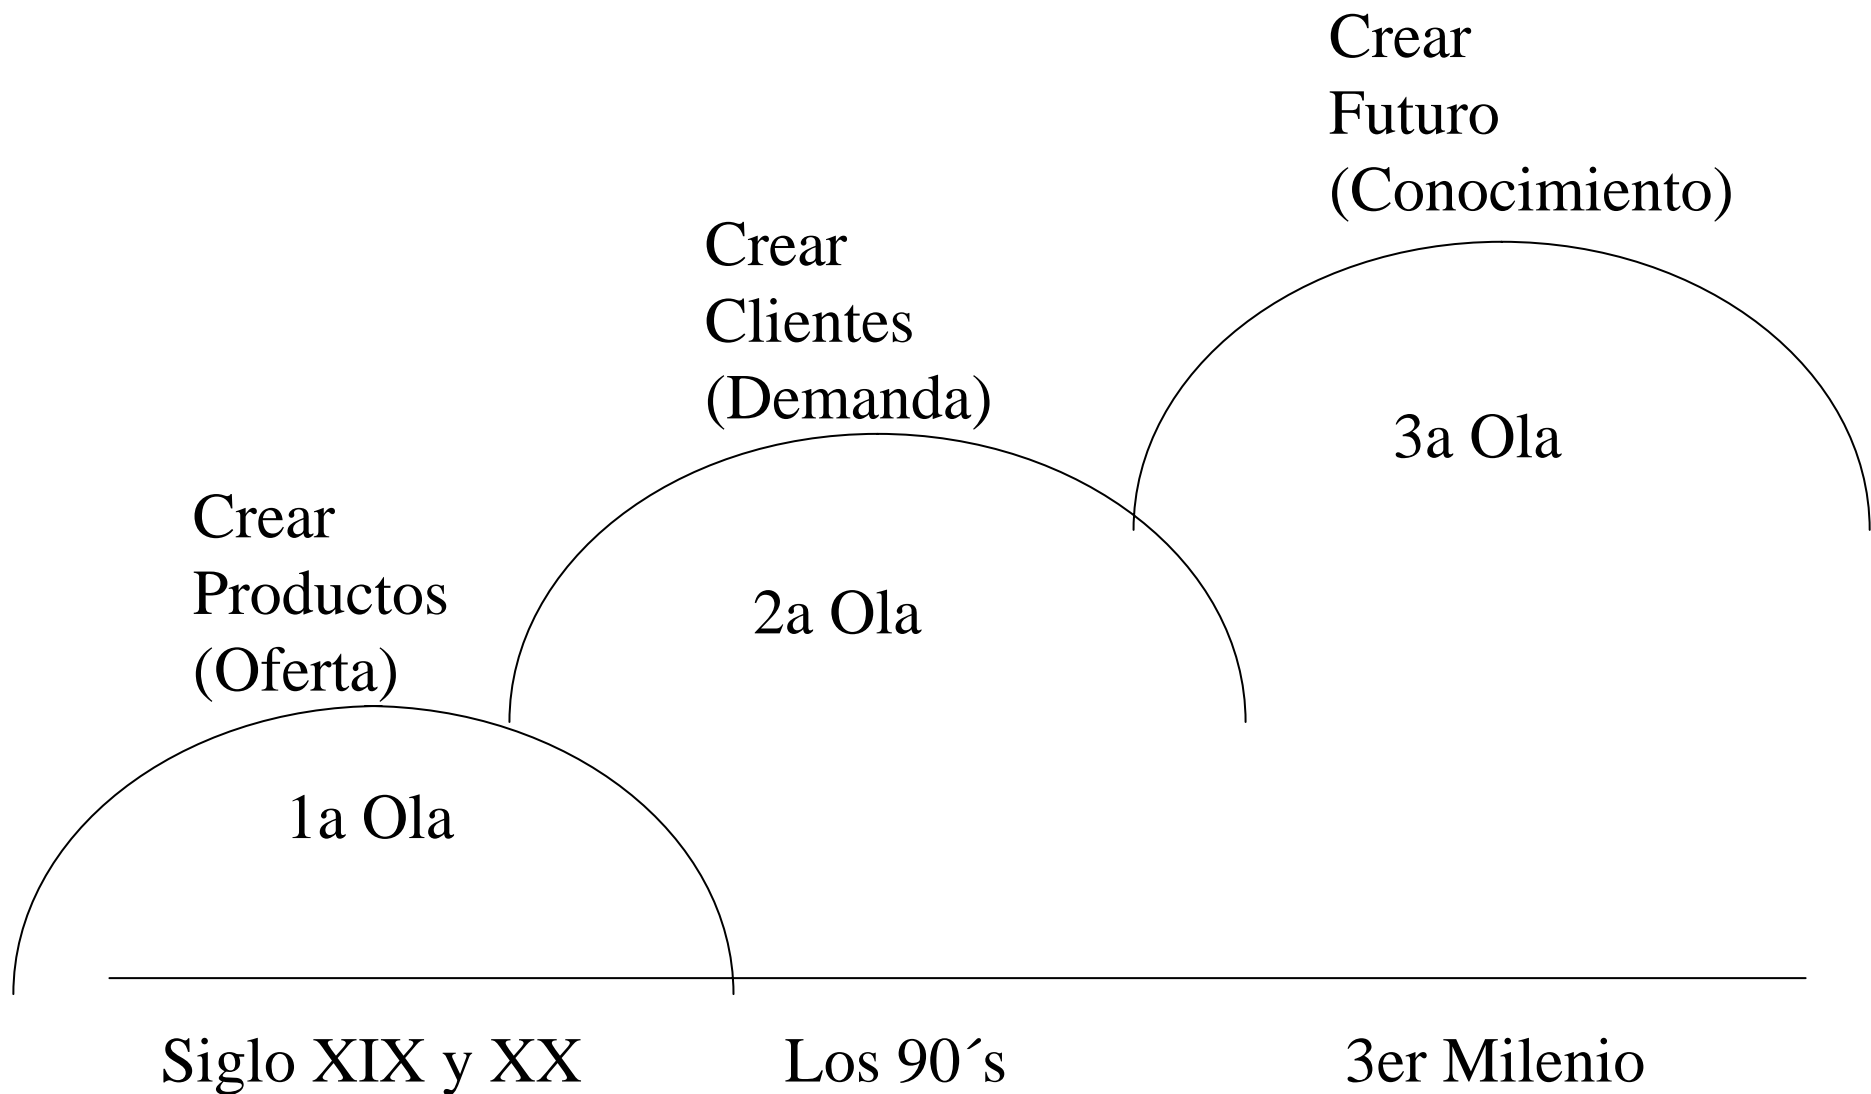 Crear
Futuro
(Conocimiento)
Crear
Clientes
(Demanda)
3a Ola
Crear
Productos
(Oferta)
2a Ola
1a Ola
Siglo XIX y XX
Los 90´s
3er Milenio